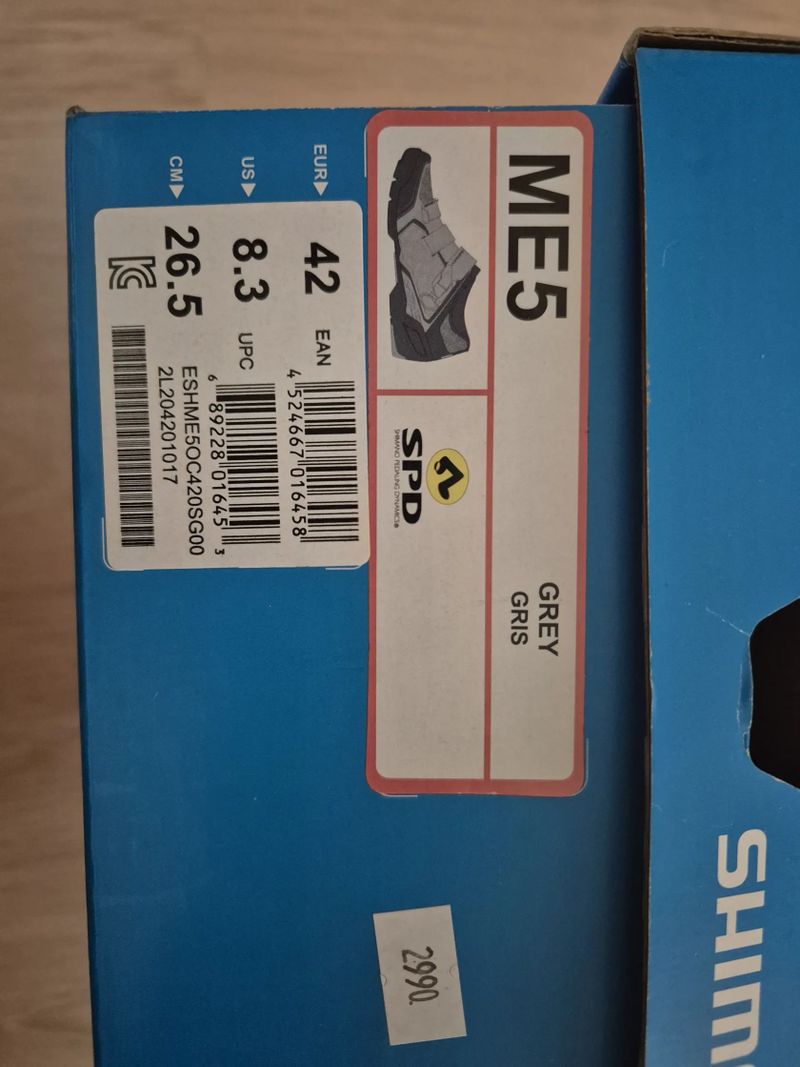 ME5
GREY
GRIS
SPD
SHIMANO PEDALING DYNAMICS®
EUR 42
US 8.3
CM 26.5
EAN
4 524667 016458
UPC
6 89228 01645 3
ESHME5OC420SG00
2L204201017
2990.
SHIM